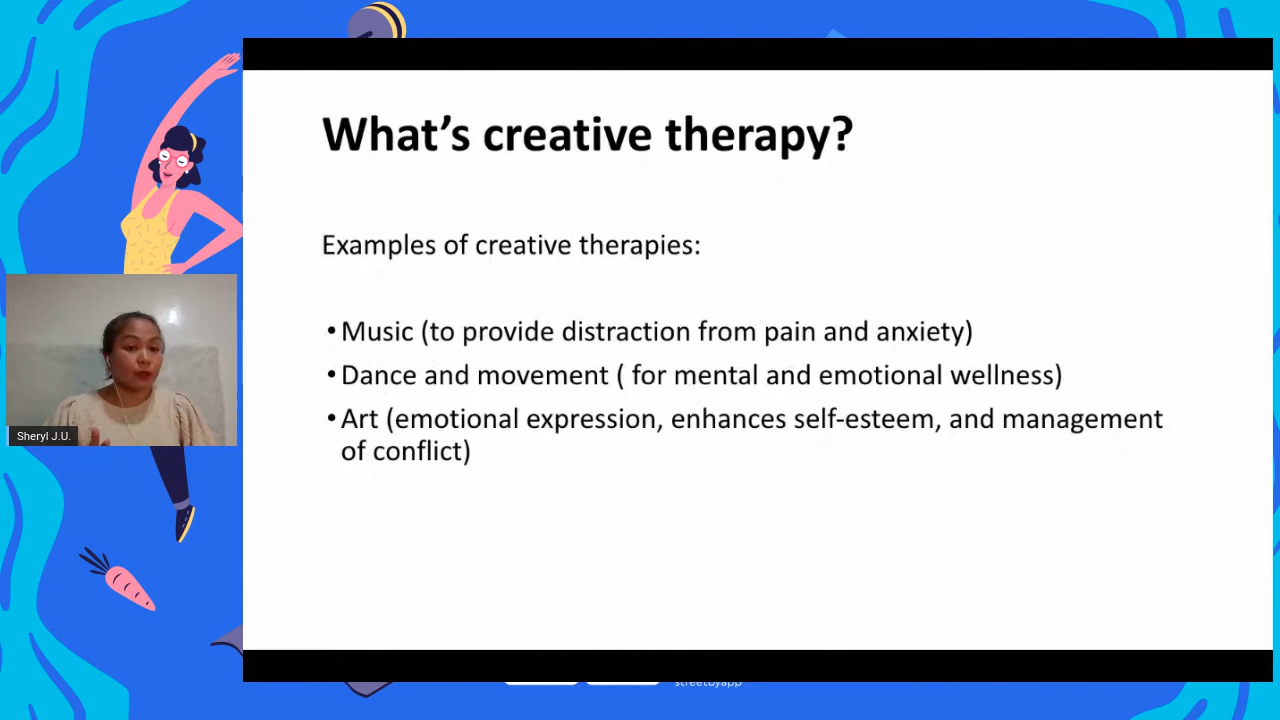 What's creative therapy?
Examples of creative therapies:
•Music (to provide distraction from pain and anxiety)
•Dance and movement ( for mental and emotional wellness)
•Art (emotional expression, enhances self-esteem, and management
of conflict)
Sheryl J.U.